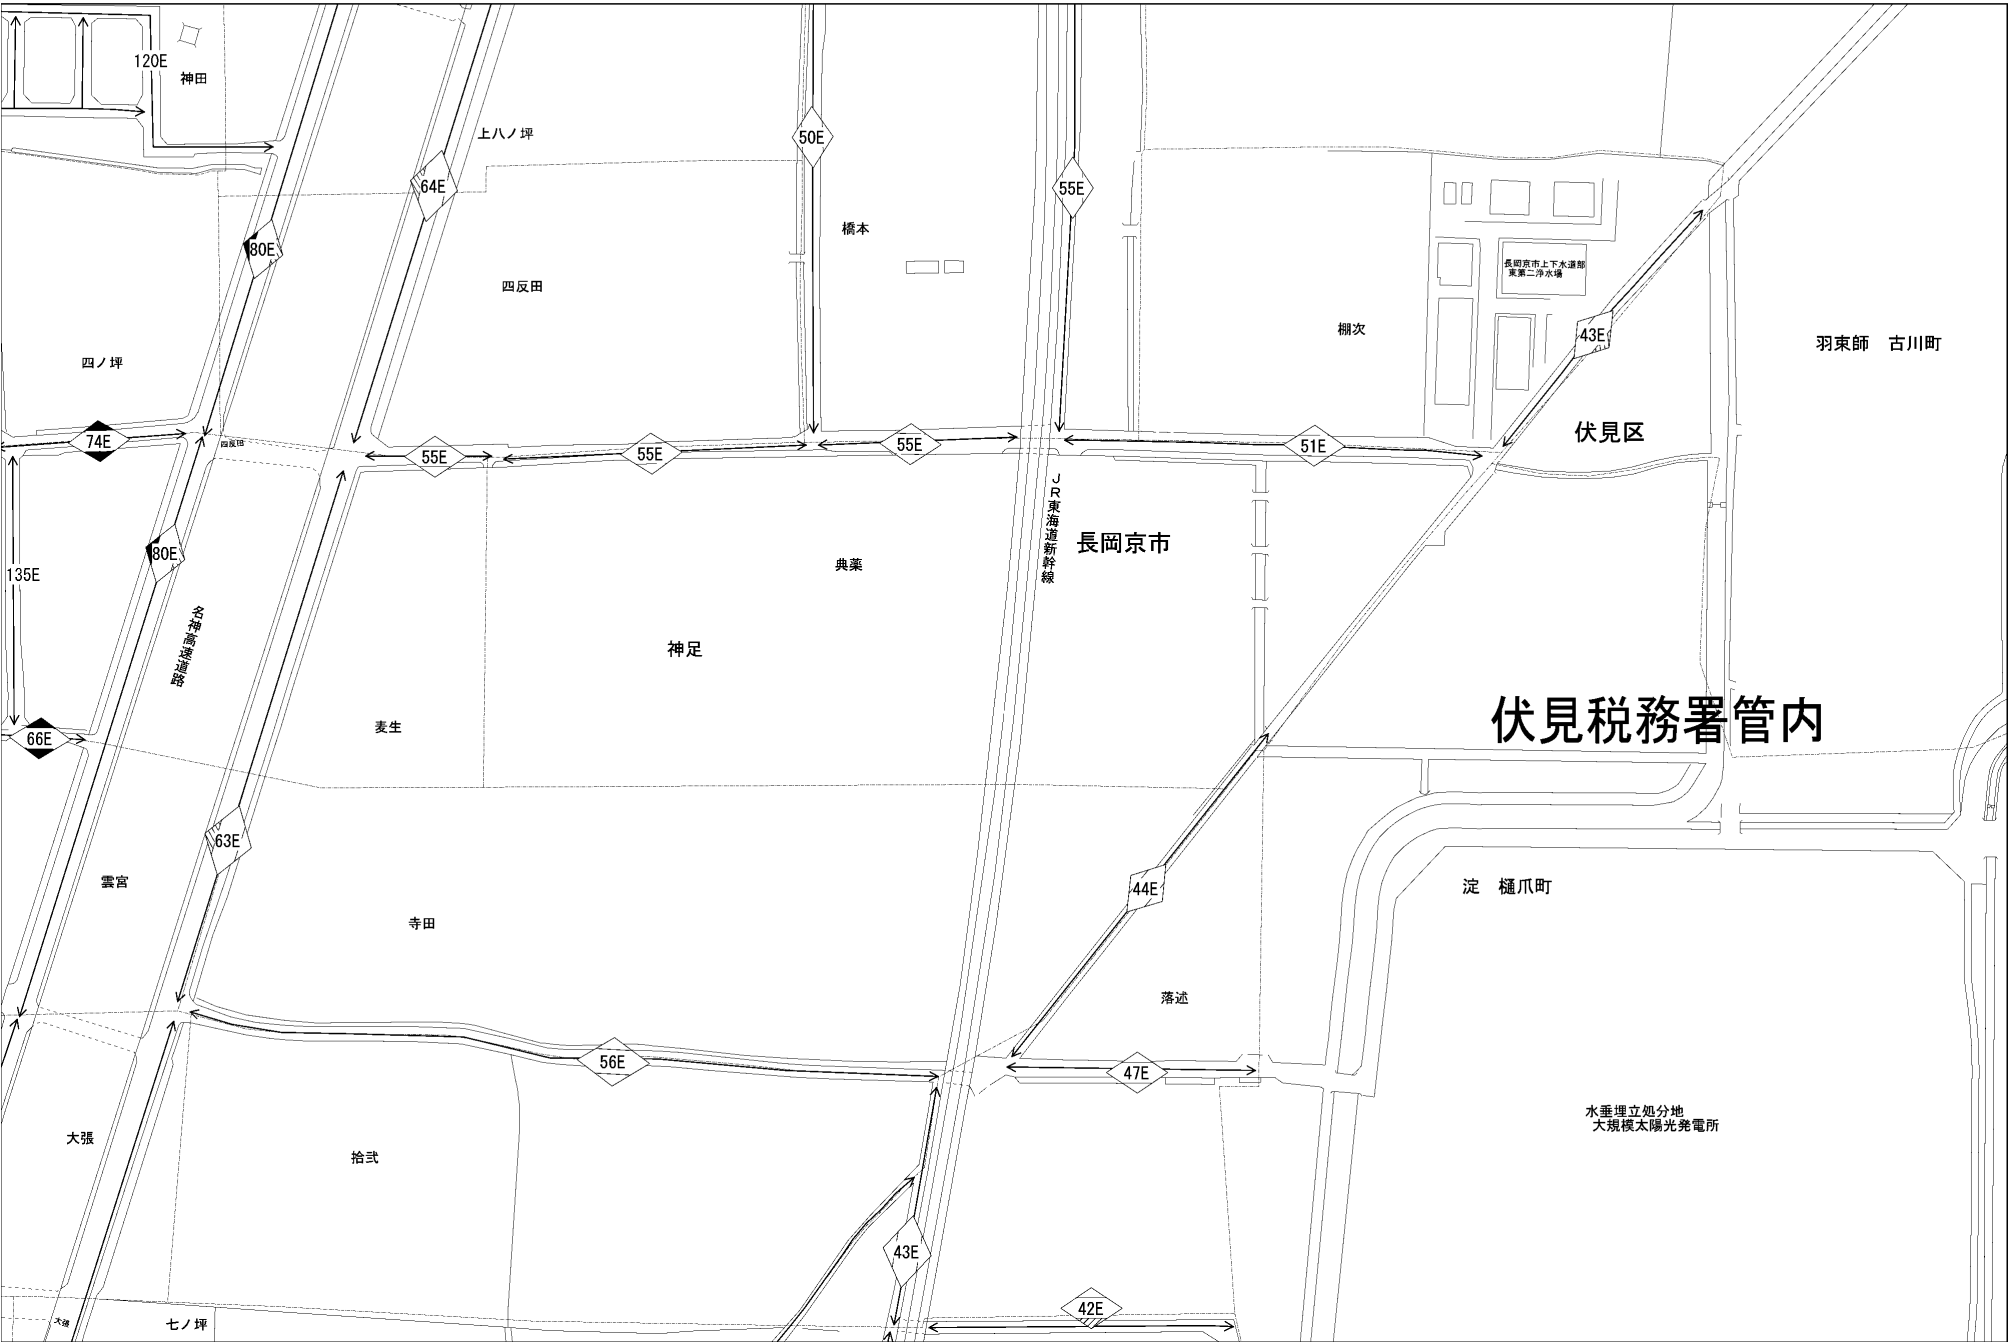 120E
神田
上八ノ坪
50E
64E
55E
橋本
80E
長岡京市上下水道部
東第二浄水場
四反田
棚次
43E
羽束師 古川町
四ノ坪
伏見区
74E
四反田
55E
55E
55E
51E
JR東海道新幹線
長岡京市
80E
典薬
135E
名神高速道路
神足
伏見税務署管内
麦生
66E
63E
雲宮
44E
淀 樋爪町
寺田
落述
56E
47E
水垂埋立処分地
大規模太陽光発電所
大張
拾弐
43E
42E
大張
七ノ坪